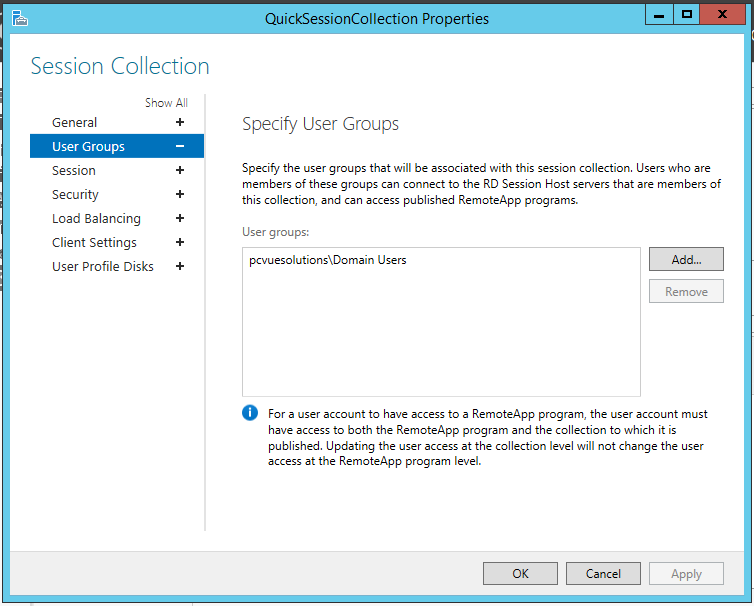 QuickSessionCollection Properties
Session Collection
Show All
General +
User Groups −
Session +
Security +
Load Balancing +
Client Settings +
User Profile Disks +
Specify User Groups
Specify the user groups that will be associated with this session collection. Users who are
members of these groups can connect to the RD Session Host servers that are members of
this collection, and can access published RemoteApp programs.
User groups:
pcvuesolutions\Domain Users
Add...
Remove
For a user account to have access to a RemoteApp program, the user account must
have access to both the RemoteApp program and the collection to which it is
published. Updating the user access at the collection level will not change the user
access at the RemoteApp program level.
OK
Cancel
Apply